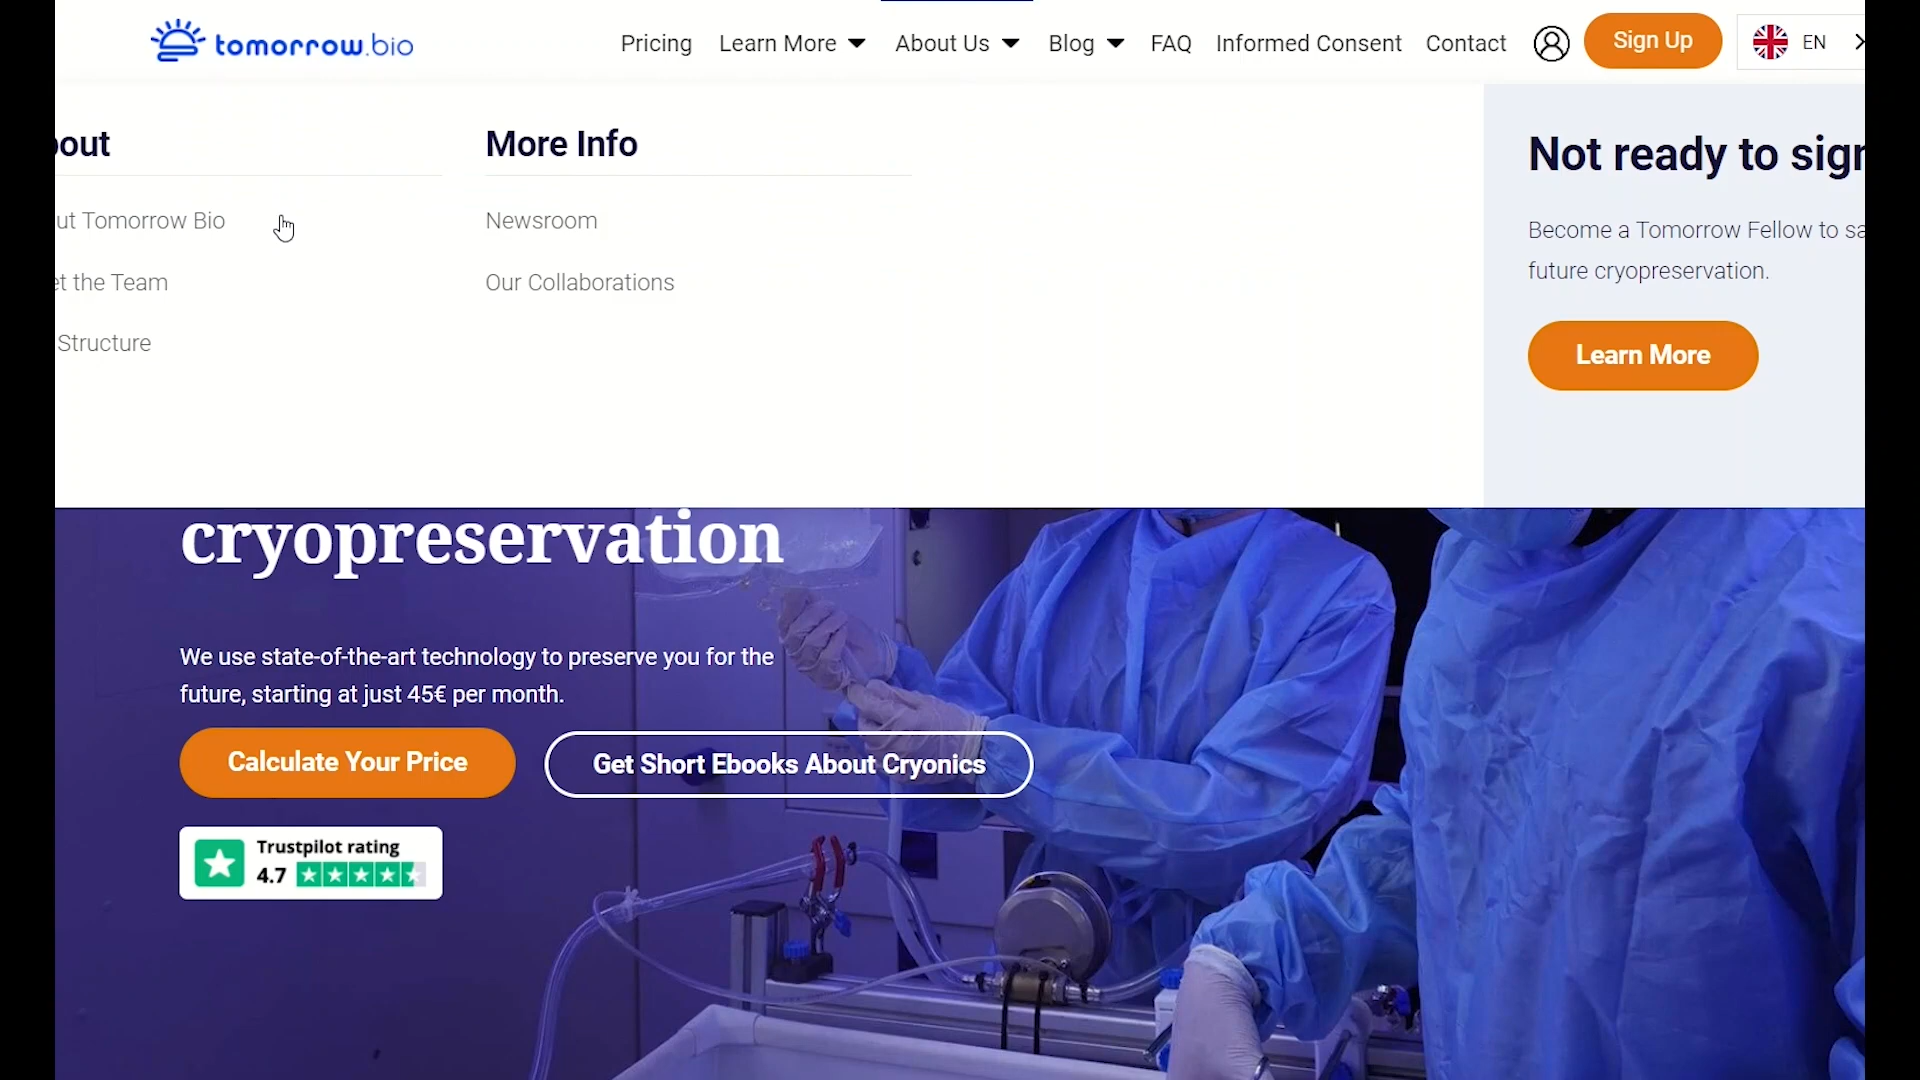 tomorrow.bio
Pricing Learn More About Us Blog FAQ Informed Consent Contact Sign Up EN
out More Info
ut Tomorrow Bio Newsroom
et the Team Our Collaborations
Structure
Not ready to sign
Become a Tomorrow Fellow to sa
future cryopreservation.
Learn More
cryopreservation
We use state-of-the-art technology to preserve you for the
future, starting at just 45€ per month.
Calculate Your Price Get Short Ebooks About Cryonics
Trustpilot rating
4.7